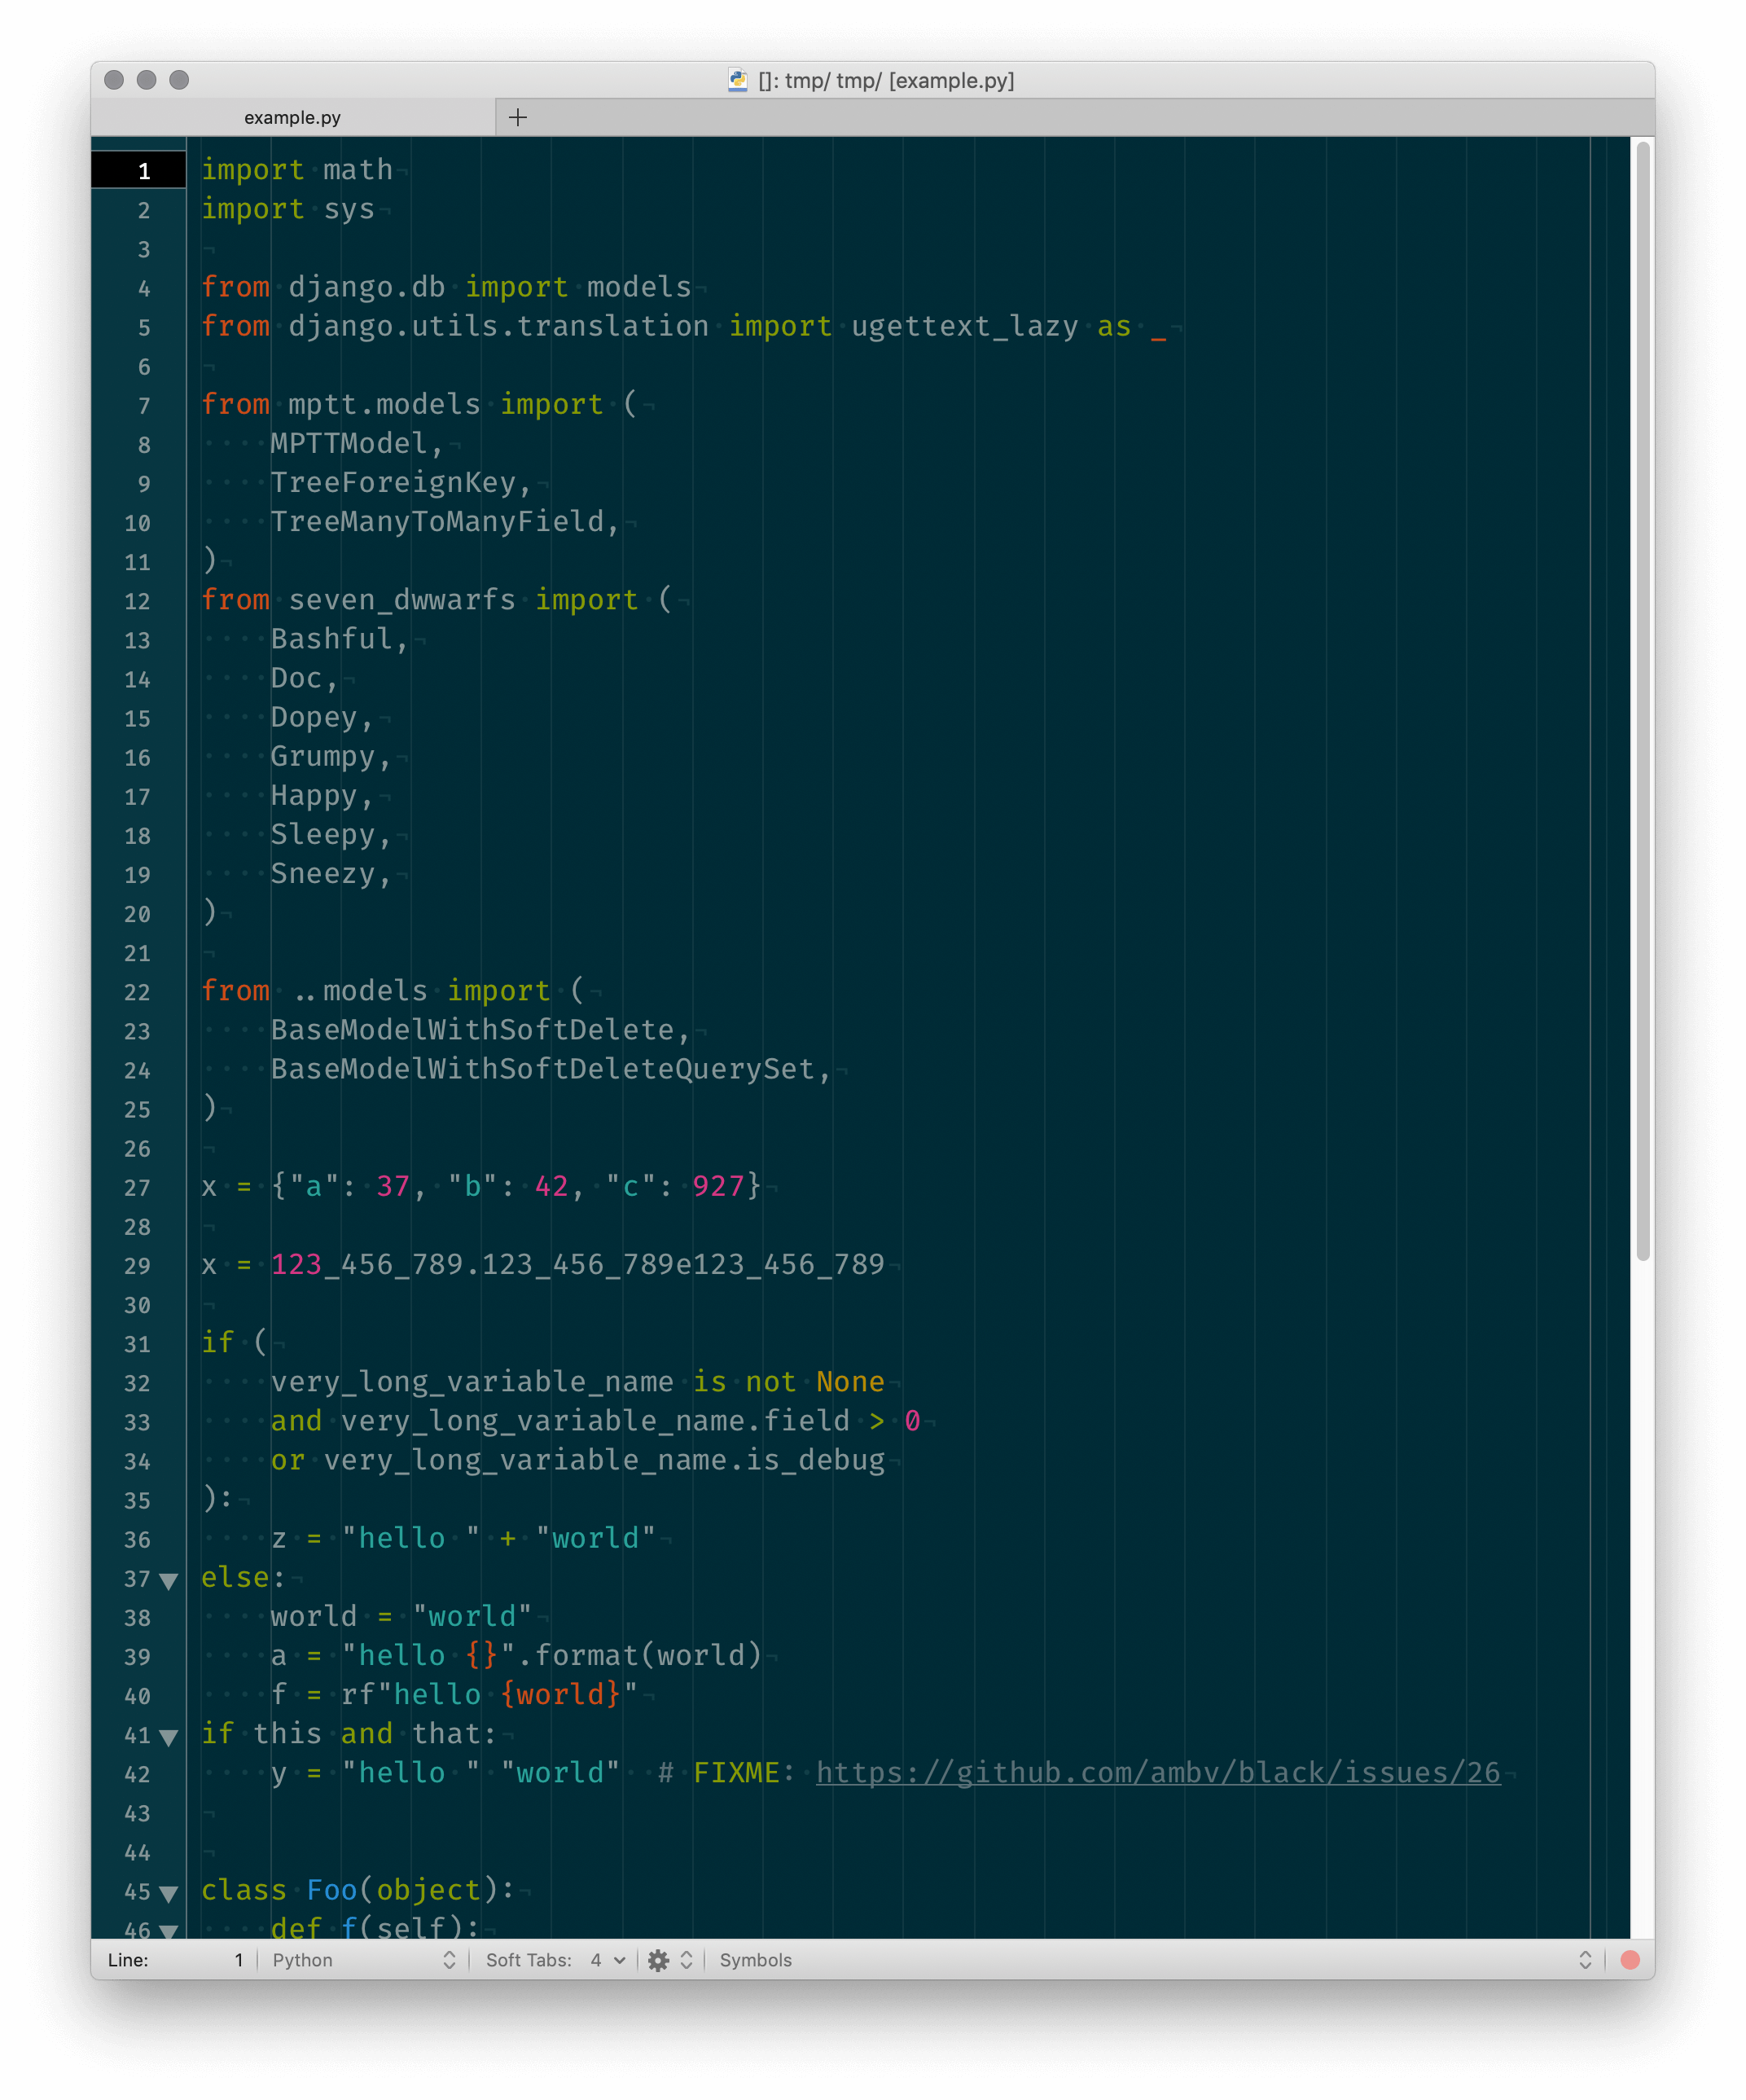 []: tmp/ tmp/ [example.py]
example.py +
1 import math
2 import sys
3
4 from django.db import models
5 from django.utils.translation import ugettext_lazy as _
6
7 from mptt.models import (
8     MPTTModel,
9     TreeForeignKey,
10     TreeManyToManyField,
11 )
12 from seven_dwwarfs import (
13     Bashful,
14     Doc,
15     Dopey,
16     Grumpy,
17     Happy,
18     Sleepy,
19     Sneezy,
20 )
21
22 from ..models import (
23     BaseModelWithSoftDelete,
24     BaseModelWithSoftDeleteQuerySet,
25 )
26
27 x = {"a": 37, "b": 42, "c": 927}
28
29 x = 123_456_789.123_456_789e123_456_789
30
31 if (
32     very_long_variable_name is not None
33     and very_long_variable_name.field > 0
34     or very_long_variable_name.is_debug
35 ):
36     z = "hello " + "world"
37 else:
38     world = "world"
39     a = "hello {}".format(world)
40     f = rf"hello {world}"
41 if this and that:
42     y = "hello " "world"  # FIXME: https://github.com/ambv/black/issues/26
43
44
45 class Foo(object):
46     def f(self):
Line: 1 Python Soft Tabs: 4 Symbols